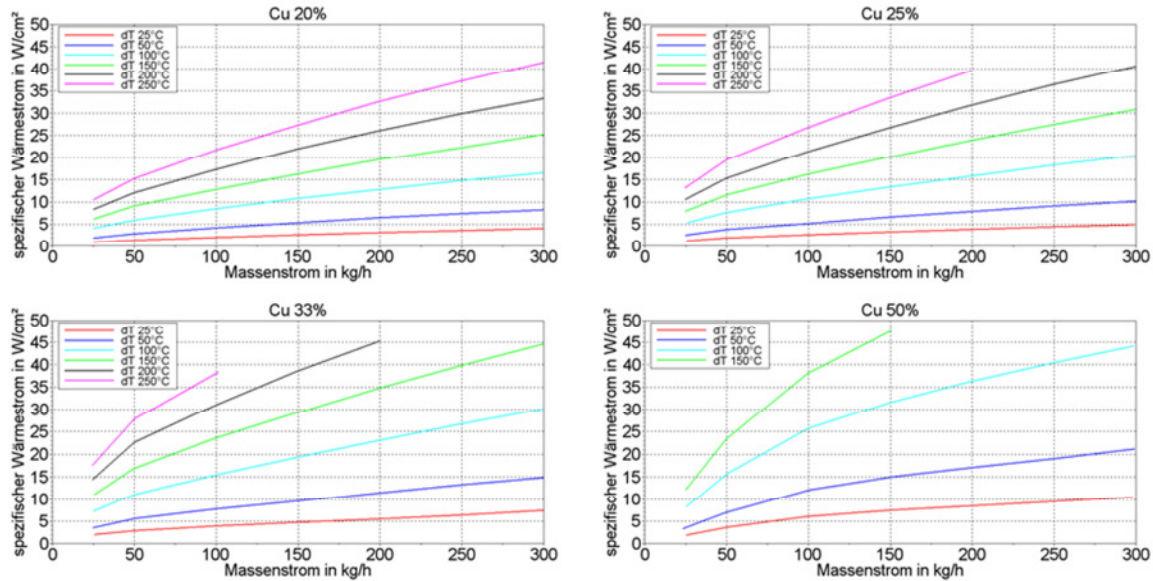 Cu 20%
spezifischer Wärmestrom in W/cm²
50
45
40
35
30
25
20
15
10
5
0
dT 25°C
dT 50°C
dT 100°C
dT 150°C
dT 200°C
dT 250°C
0 50 100 150 200 250 300
Massenstrom in kg/h
Cu 25%
spezifischer Wärmestrom in W/cm²
50
45
40
35
30
25
20
15
10
5
0
dT 25°C
dT 50°C
dT 100°C
dT 150°C
dT 200°C
dT 250°C
0 50 100 150 200 250 300
Massenstrom in kg/h
Cu 33%
spezifischer Wärmestrom in W/cm²
50
45
40
35
30
25
20
15
10
5
0
dT 25°C
dT 50°C
dT 100°C
dT 150°C
dT 200°C
dT 250°C
0 50 100 150 200 250 300
Massenstrom in kg/h
Cu 50%
spezifischer Wärmestrom in W/cm²
50
45
40
35
30
25
20
15
10
5
0
dT 25°C
dT 50°C
dT 100°C
dT 150°C
0 50 100 150 200 250 300
Massenstrom in kg/h